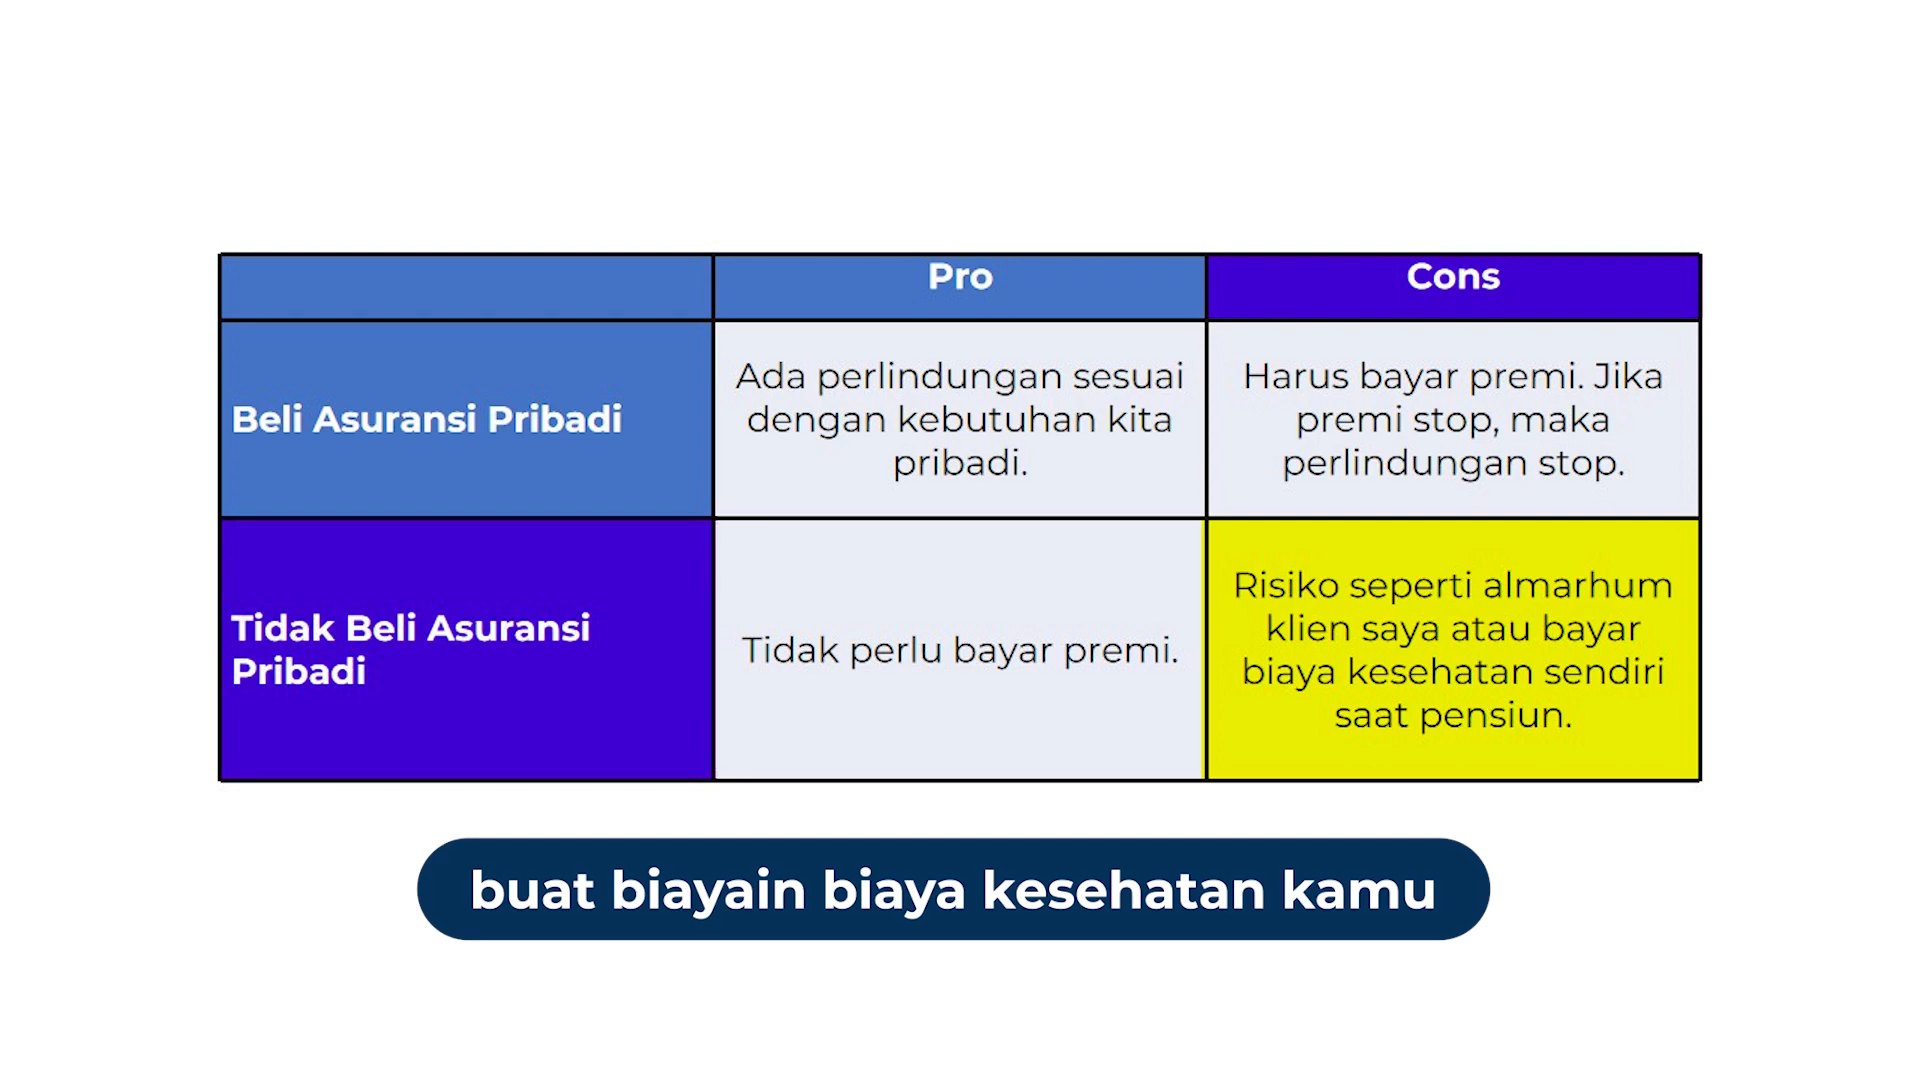 Pro
Cons
Beli Asuransi Pribadi
Ada perlindungan sesuai
dengan kebutuhan kita
pribadi.
Harus bayar premi. Jika
premi stop, maka
perlindungan stop.
Tidak Beli Asuransi
Pribadi
Tidak perlu bayar premi.
Risiko seperti almarhum
klien saya atau bayar
biaya kesehatan sendiri
saat pensiun.
buat biayain biaya kesehatan kamu